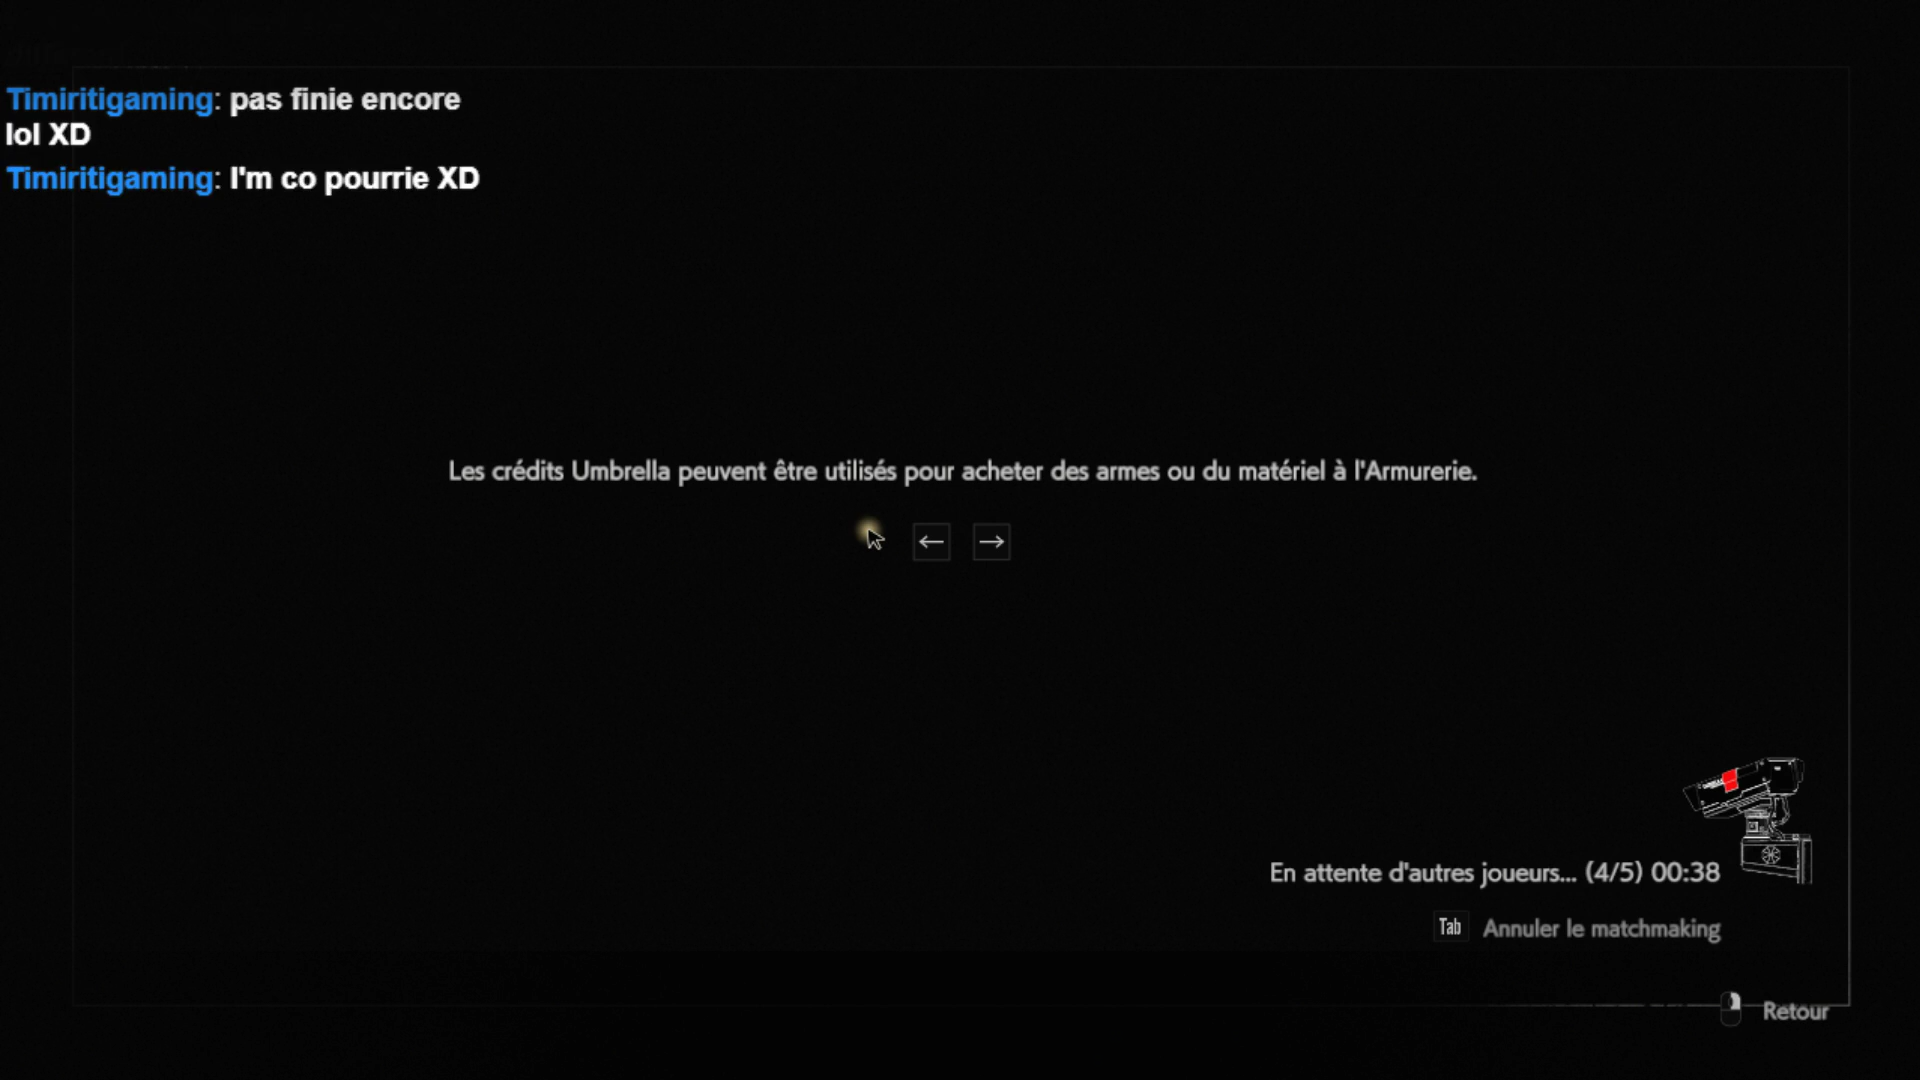 Timiritigaming: pas finie encore
lol XD
Timiritigaming: I'm co pourrie XD
Les crédits Umbrella peuvent être utilisés pour acheter des armes ou du matériel à l'Armurerie.
← →
En attente d'autres joueurs... (4/5) 00:38
Tab Annuler le matchmaking
Retour